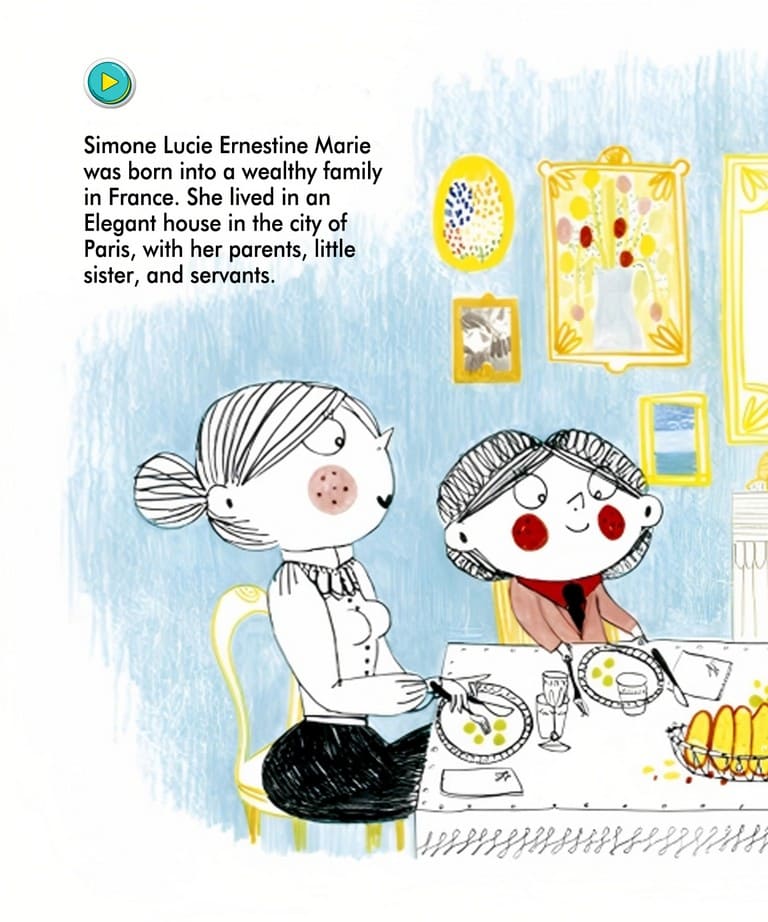 Simone Lucie Ernestine Marie
was born into a wealthy family
in France. She lived in an
Elegant house in the city of
Paris, with her parents, little
sister, and servants.